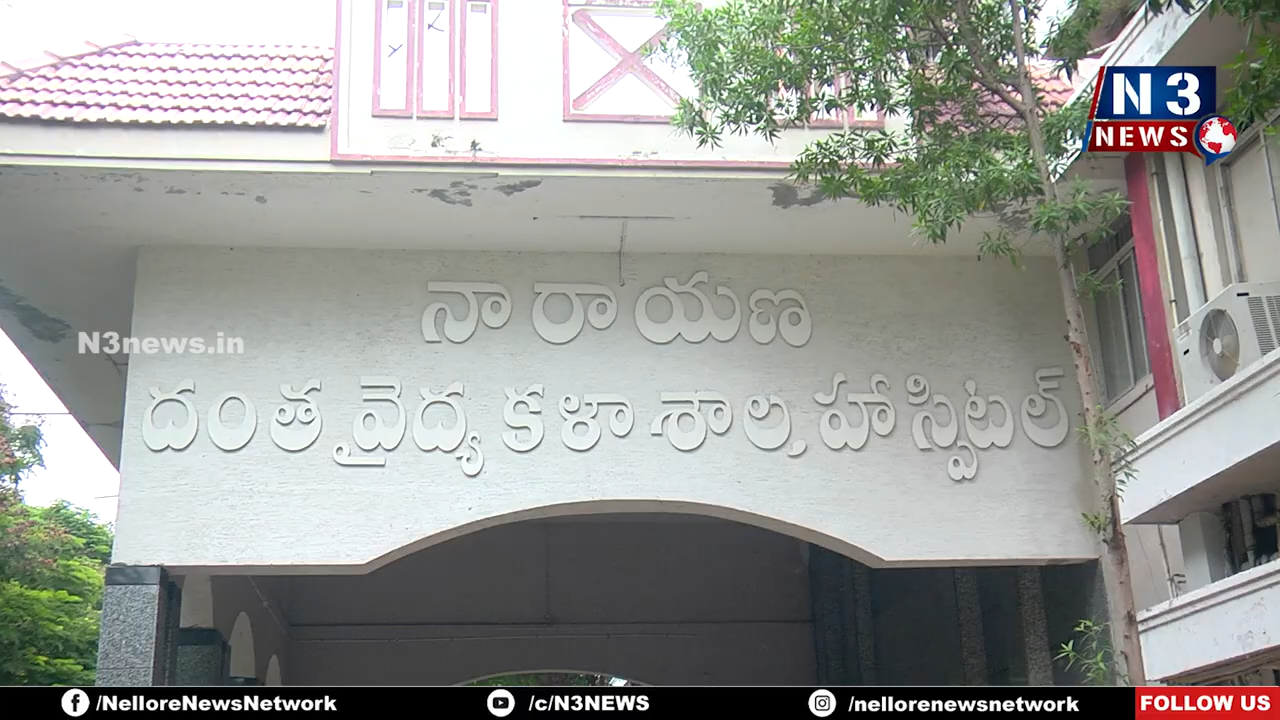 N3
NEWS
నారాయణ
N3news.in
దంత వైద్య కళాశాల, హాస్పిటల్
/NelloreNewsNetwork
/c/N3NEWS
/nellorenewsnetwork
FOLLOW US